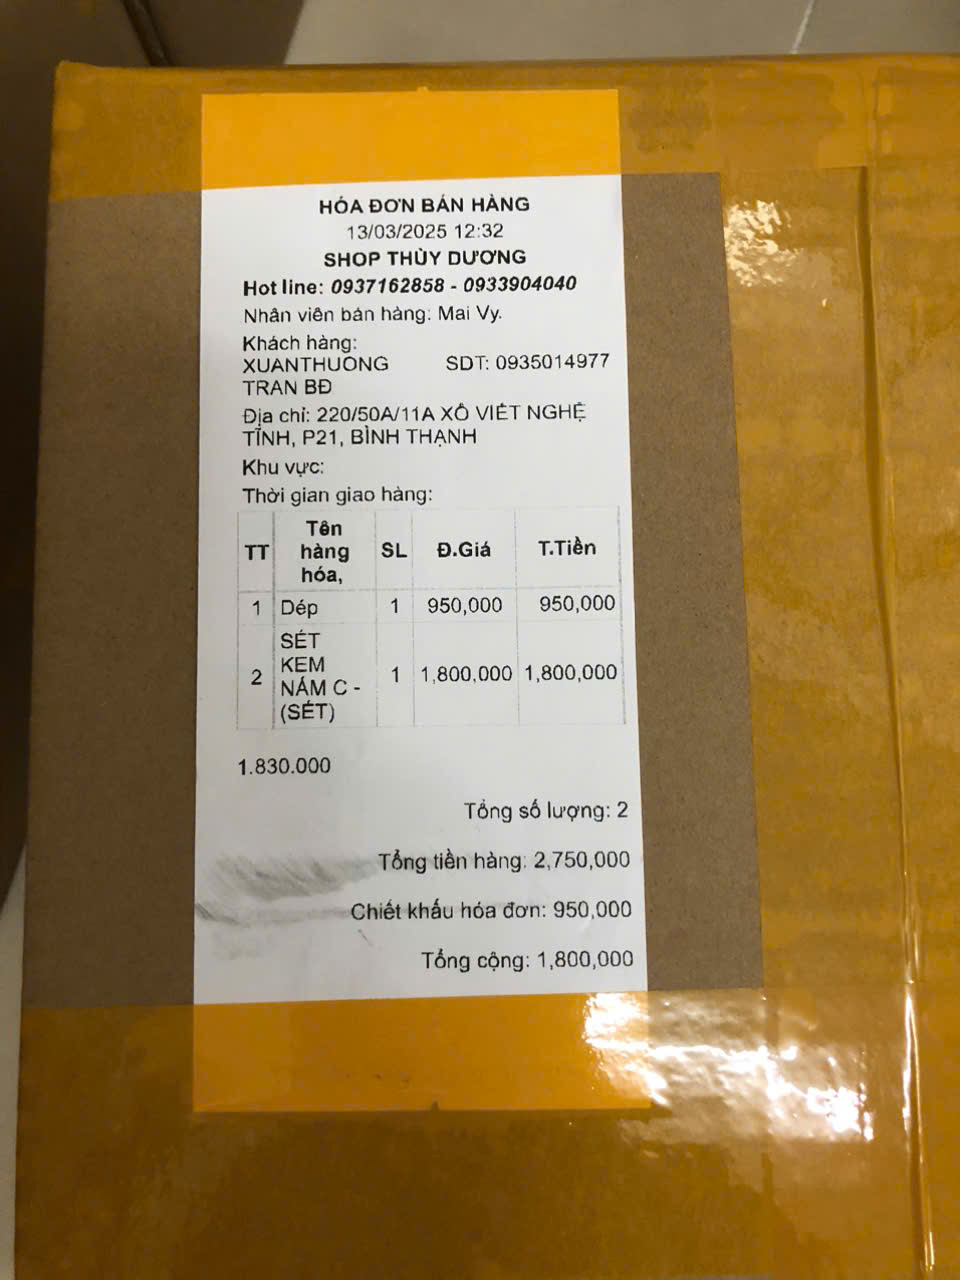 HÓA ĐƠN BÁN HÀNG
13/03/2025 12:32
SHOP THÙY DƯƠNG
Hot line: 0937162858 - 0933904040
Nhân viên bán hàng: Mai Vy.
Khách hàng:
XUANTHUONG SDT: 0935014977
TRAN BĐ
Địa chỉ: 220/50A/11A XÔ VIẾT NGHỆ
TĨNH, P21, BÌNH THẠNH
Khu vực:
Thời gian giao hàng:
TT Tên hàng hóa, SL Đ.Giá T.Tiền
1 Dép 1 950,000 950,000
2 SÉT KEM NÁM C - (SÉT) 1 1,800,000 1,800,000
1.830.000
Tổng số lượng: 2
Tổng tiền hàng: 2,750,000
Chiết khấu hóa đơn: 950,000
Tổng cộng: 1,800,000